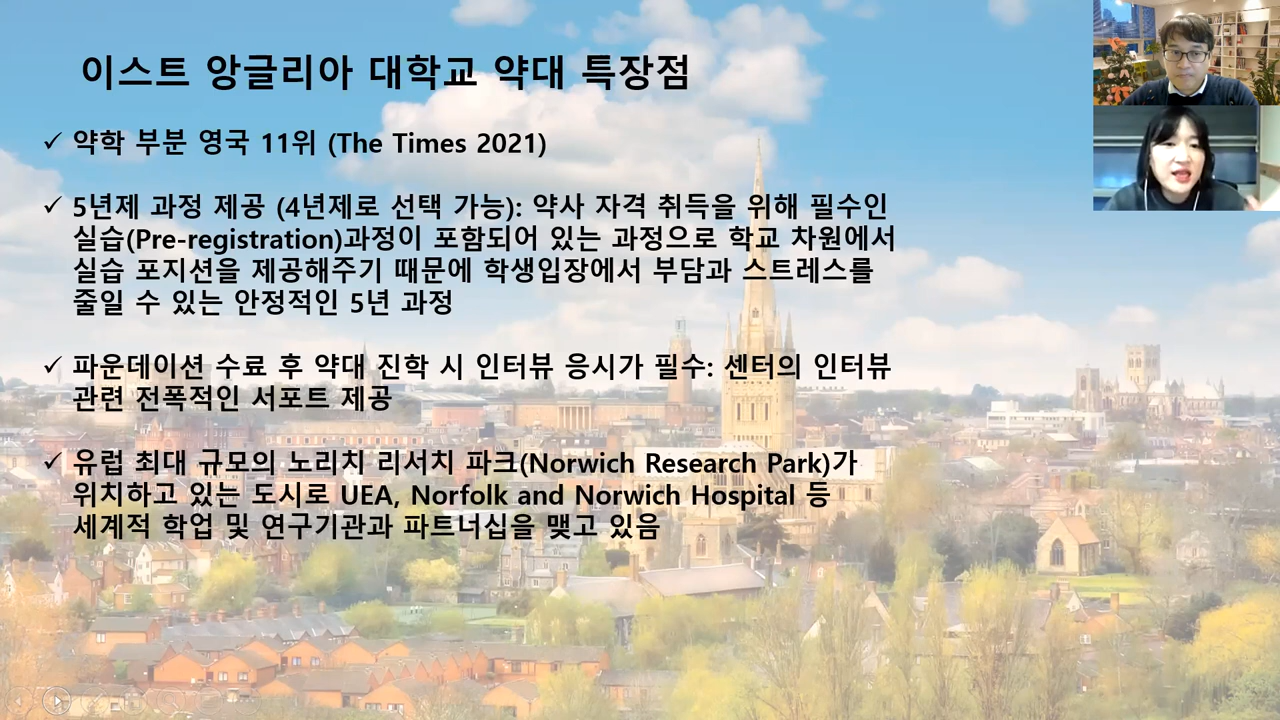 이스트 앙글리아 대학교 약대 특장점
✓ 약학 부분 영국 11위 (The Times 2021)
✓ 5년제 과정 제공 (4년제로 선택 가능): 약사 자격 취득을 위해 필수인
실습(Pre-registration)과정이 포함되어 있는 과정으로 학교 차원에서
실습 포지션을 제공해주기 때문에 학생입장에서 부담과 스트레스를
줄일 수 있는 안정적인 5년 과정
✓ 파운데이션 수료 후 약대 진학 시 인터뷰 응시가 필수: 센터의 인터뷰
관련 전폭적인 서포트 제공
✓ 유럽 최대 규모의 노리치 리서치 파크(Norwich Research Park)가
위치하고 있는 도시로 UEA, Norfolk and Norwich Hospital 등
세계적 학업 및 연구기관과 파트너십을 맺고 있음